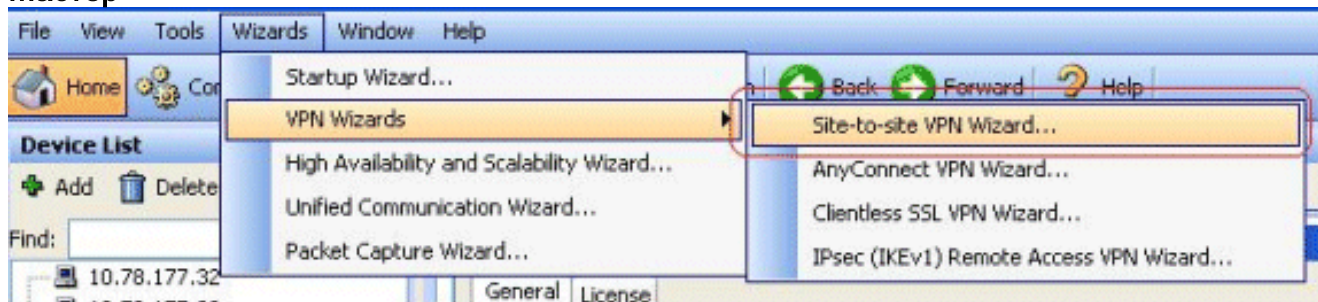 File View Tools Wizards Window Help
Home
Startup Wizard...
Back Forward Help
VPN Wizards
Site-to-site VPN Wizard...
Device List
High Availability and Scalability Wizard...
AnyConnect VPN Wizard...
Add Delete
Unified Communication Wizard...
Clientless SSL VPN Wizard...
Find:
Packet Capture Wizard...
IPsec (IKEv1) Remote Access VPN Wizard...
10.78.177.32
General License